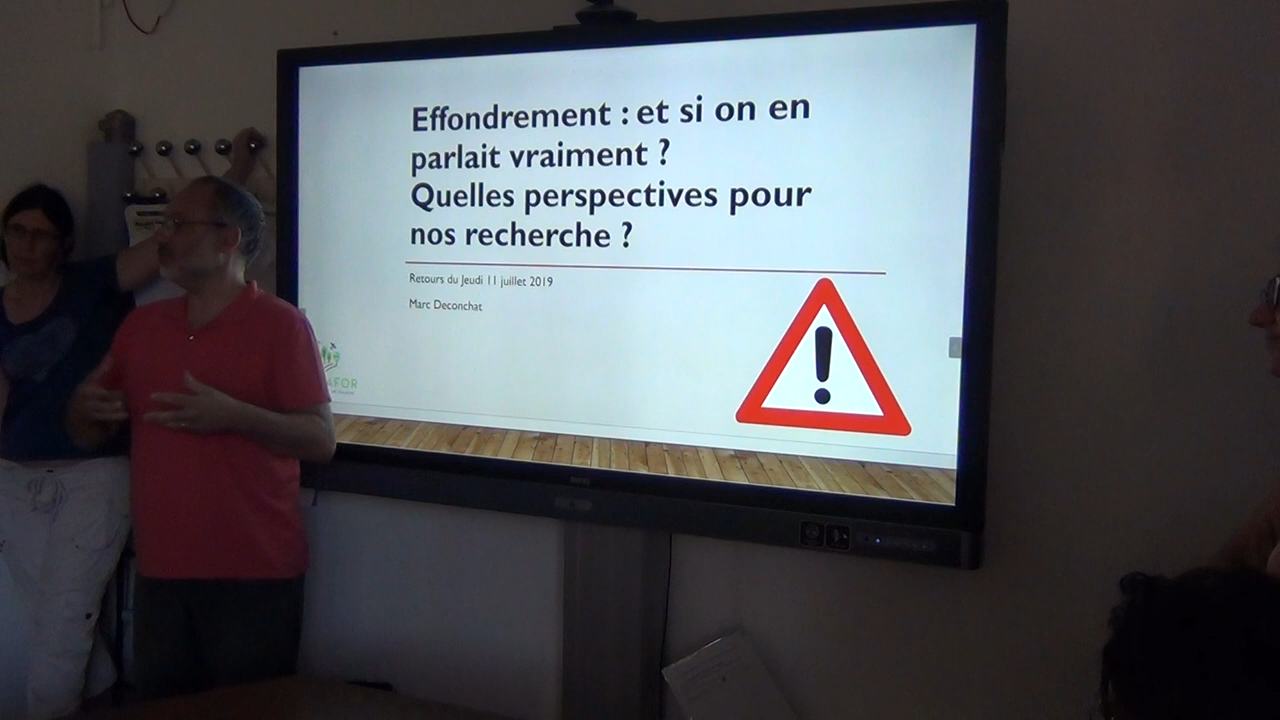 Effondrement : et si on en
parlait vraiment ?
Quelles perspectives pour
nos recherche ?
Retours du Jeudi 11 juillet 2019
Marc Deconchat
AFOR